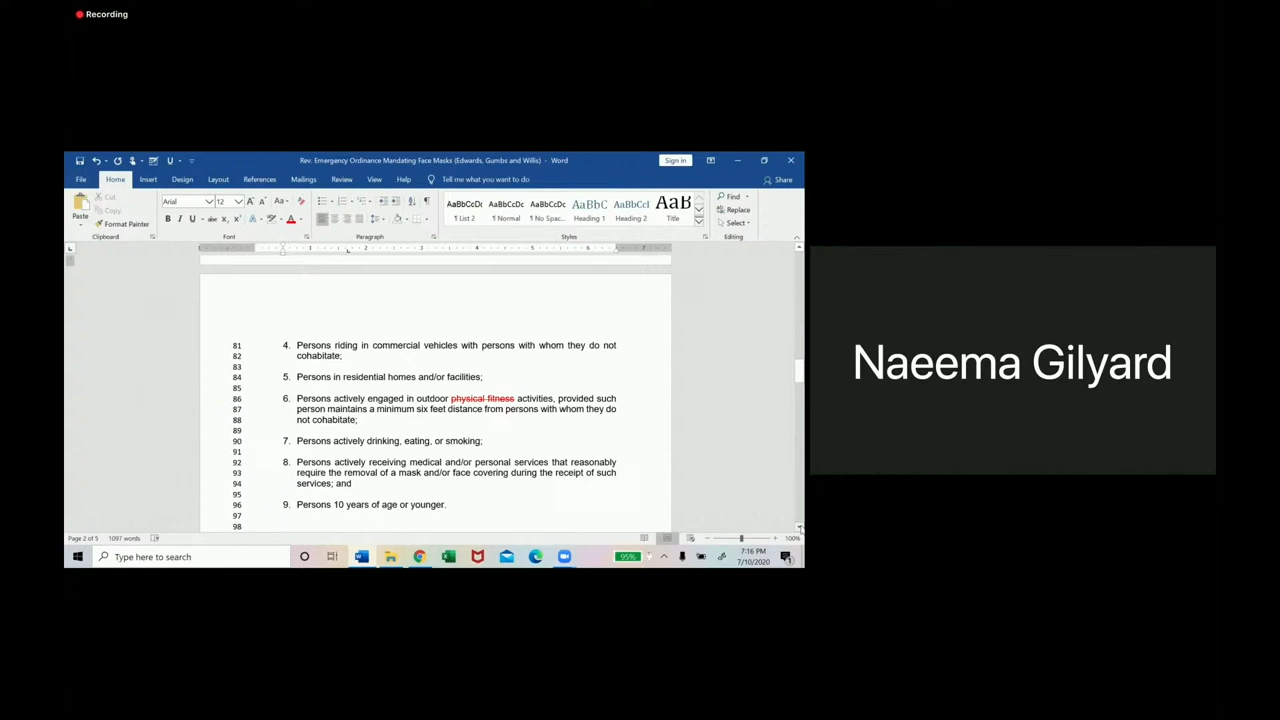 Recording
Rev: Emergency Ordinance Mandating Face Masks (Edwards, Gumbs and Willis) - Word
Sign in
File Home Insert Design Layout References Mailings Review View Help Tell me what you want to do Share
Paste Cut Copy Format Painter
Arial 12
AaBbCcDc AaBbCcDc AaBbCcDc AaBbC AaBbCcI AaB
¶ List 2 ¶ Normal ¶ No Spac... Heading 1 Heading 2 Title
Find Replace Select
Clipboard Font Paragraph Styles Editing
81 4. Persons riding in commercial vehicles with persons with whom they do not
82 cohabitate;
83
84 5. Persons in residential homes and/or facilities;
85
86 6. Persons actively engaged in outdoor physical fitness activities, provided such
87 person maintains a minimum six feet distance from persons with whom they do
88 not cohabitate;
89
90 7. Persons actively drinking, eating, or smoking;
91
92 8. Persons actively receiving medical and/or personal services that reasonably
93 require the removal of a mask and/or face covering during the receipt of such
94 services; and
95
96 9. Persons 10 years of age or younger.
97
98
Page 2 of 5 1097 words 100%
Type here to search 95% 7:16 PM
7/10/2020
Naeema Gilyard